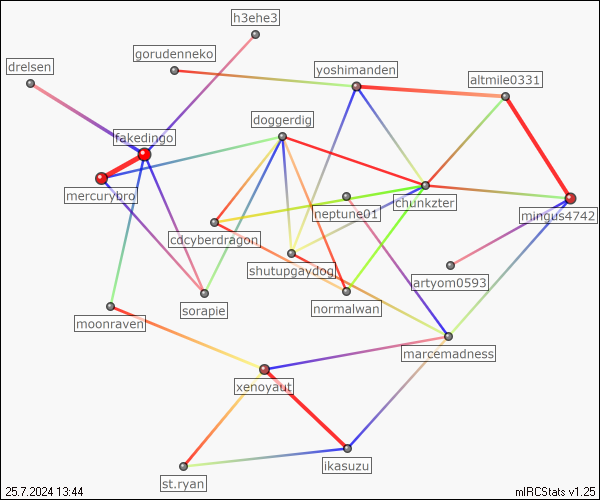 h3ehe3
gorudenneko
drelsen
yoshimanden
altmile0331
doggerdig
fakedingo
mercurybro
chunkzter
neptune01
mingus4742
cdcyberdragon
shutupgaydog
artyom0593
sorapie
normalwan
moonraven
marcemadness
xenoyaut
ikasuzu
st.ryan
25.7.2024 13:44
mIRCStats v1.25